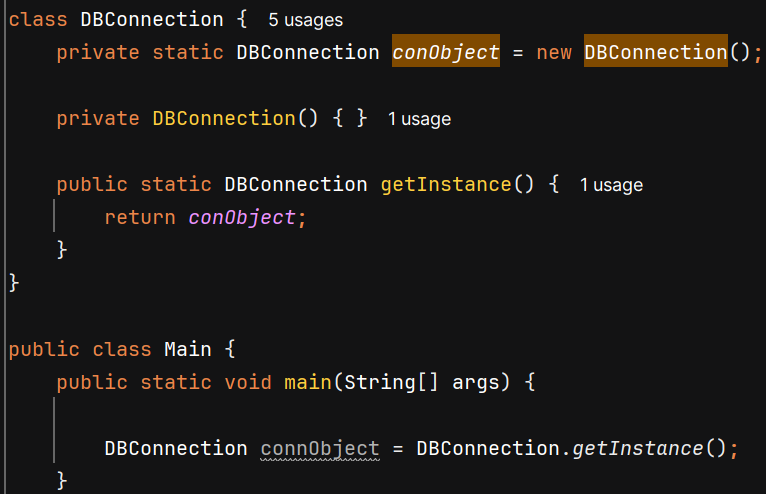 class DBConnection { 5 usages
private static DBConnection conObject = new DBConnection();
private DBConnection() { } 1 usage
public static DBConnection getInstance() { 1 usage
return conObject;
}
}
public class Main {
public static void main(String[] args) {
DBConnection connObject = DBConnection.getInstance();
}